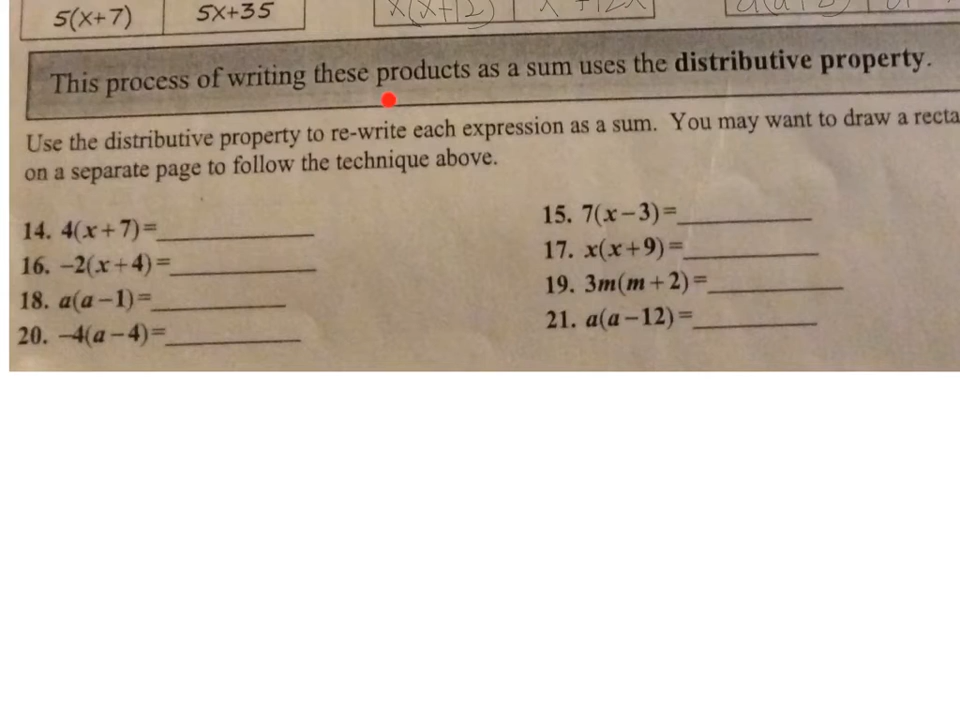 5(x+7) 5x+35 x(x+12)
This process of writing these products as a sum uses the distributive property.
Use the distributive property to re-write each expression as a sum. You may want to draw a recta
on a separate page to follow the technique above.
14. 4(x+7)=
15. 7(x−3)=
16. −2(x+4)=
17. x(x+9)=
18. a(a−1)=
19. 3m(m+2)=
20. −4(a−4)=
21. a(a−12)=